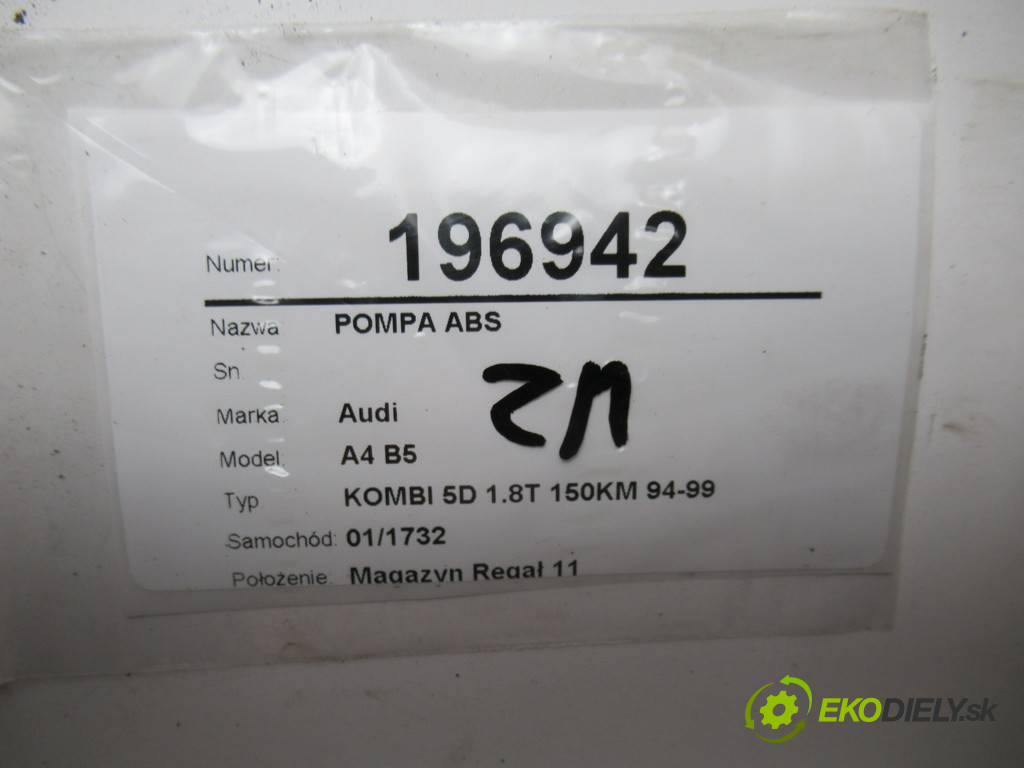 Numer: 196942
Nazwa POMPA ABS
Sn
Marka Audi
Model A4 B5
Typ KOMBI 5D 1.8T 150KM 94-99
Samochód: 01/1732
Położenie: Magazyn Regał 11
EKODIELY.sk